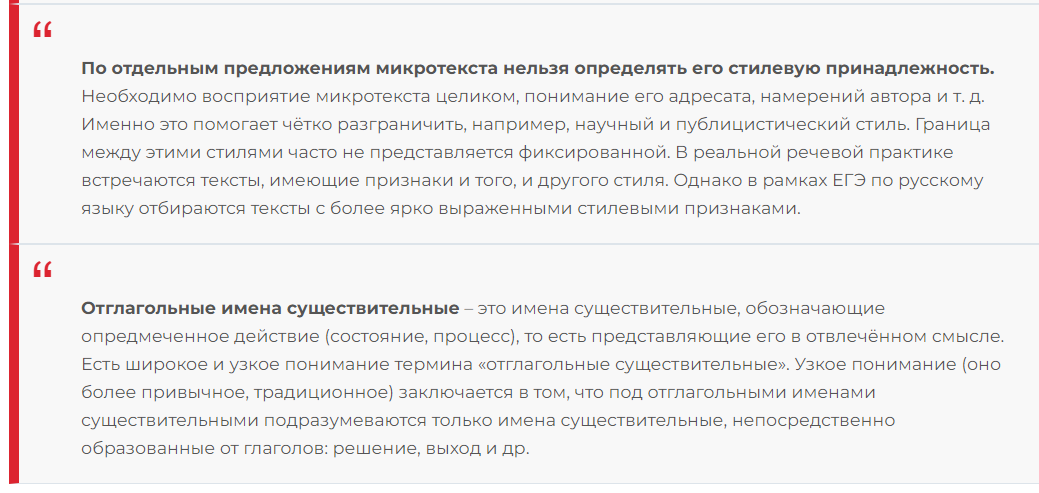 “
По отдельным предложениям микротекста нельзя определять его стилевую принадлежность.
Необходимо восприятие микротекста целиком, понимание его адресата, намерений автора и т. д.
Именно это помогает чётко разграничить, например, научный и публицистический стиль. Граница
между этими стилями часто не представляется фиксированной. В реальной речевой практике
встречаются тексты, имеющие признаки и того, и другого стиля. Однако в рамках ЕГЭ по русскому
языку отбираются тексты с более ярко выраженными стилевыми признаками.
“
Отглагольные имена существительные – это имена существительные, обозначающие
опредмеченное действие (состояние, процесс), то есть представляющие его в отвлечённом смысле.
Есть широкое и узкое понимание термина «отглагольные существительные». Узкое понимание (оно
более привычное, традиционное) заключается в том, что под отглагольными именами
существительными подразумеваются только имена существительные, непосредственно
образованные от глаголов: решение, выход и др.